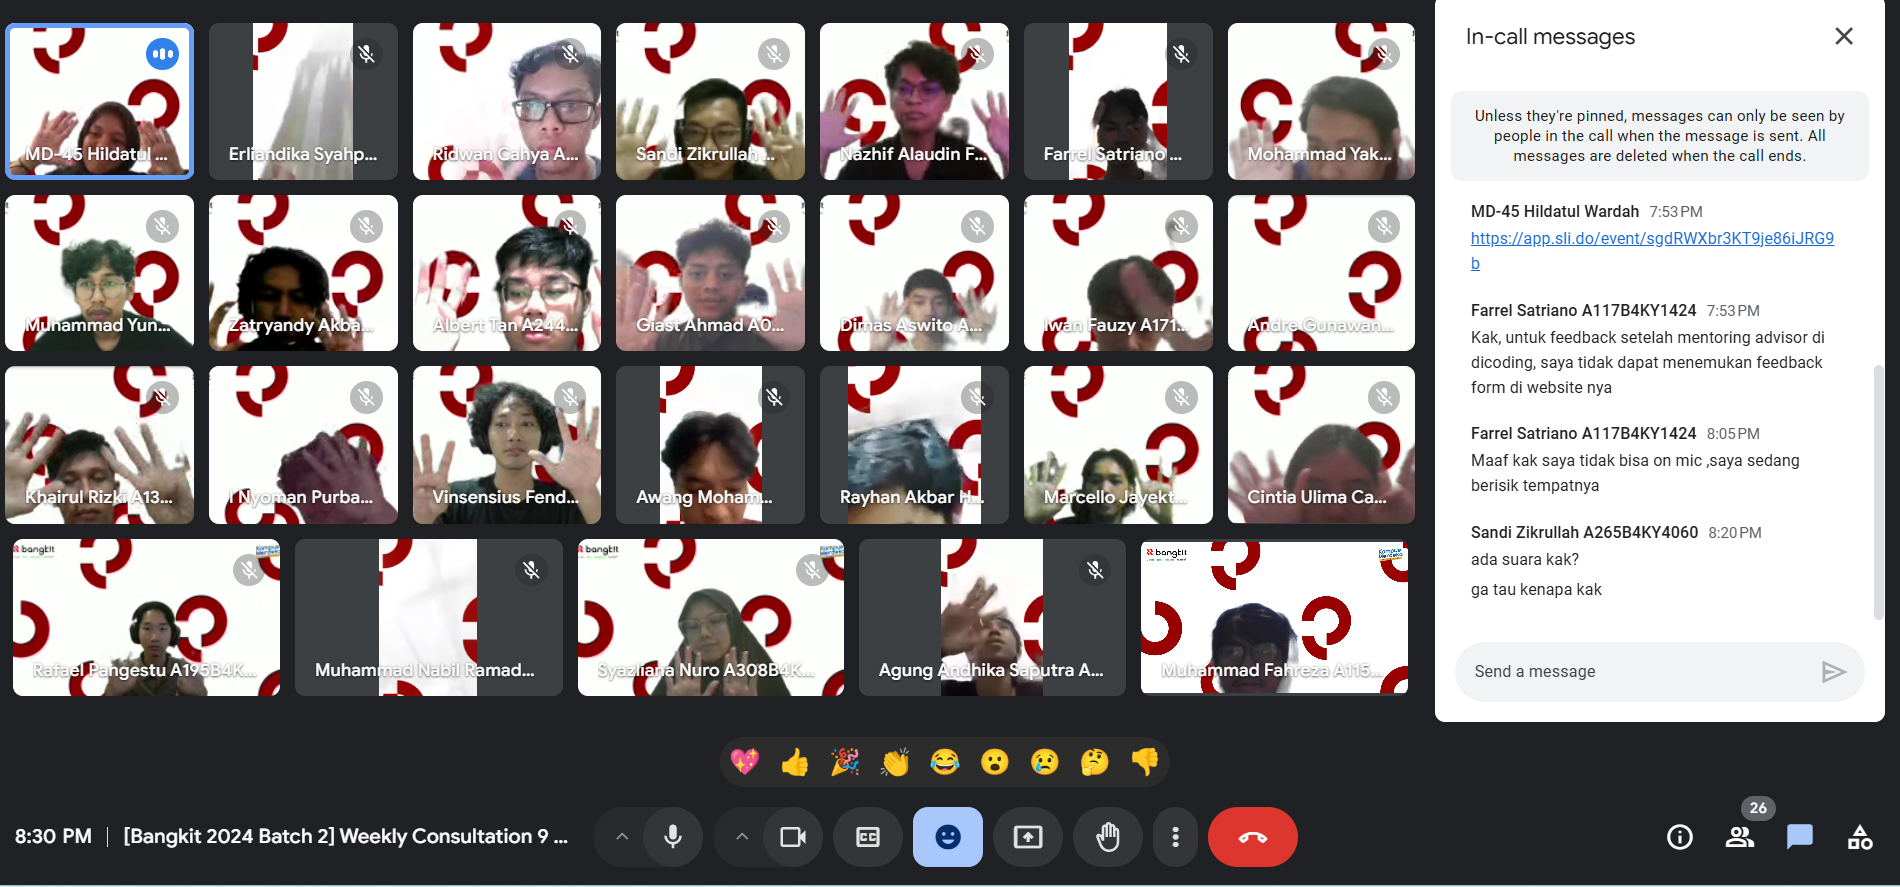 MD-45 Hildatul ...
Erliandika Syahp...
Ridwan Cahya A...
Sandi Zikrullah ...
Nazhif Alaudin F...
Farrel Satriano ...
Mohammad Yak...
Muhammad Yun...
Zatryandy Akba...
Albert Tan A244...
Giast Ahmad A0...
Dimas Aswito A...
Iwan Fauzy A171...
Andre Gunawan...
Khairul Rizki A13...
I Nyoman Purba...
Vinsensius Fend...
Awang Moham...
Rayhan Akbar H...
Marcello Jayekt...
Cintia Ulima Ca...
bangkit
Rafael Pangestu A195B4K...
Muhammad Nabil Ramad...
bangkit
Syazliana Nuro A308B4K...
Agung Andhika Saputra A...
bangkit
Kampus Merdeka
Muhammad Fahreza A115...
In-call messages
Unless they're pinned, messages can only be seen by
people in the call when the message is sent. All
messages are deleted when the call ends.
MD-45 Hildatul Wardah 7:53 PM
https://app.sli.do/event/sgdRWXbr3KT9je86iJRG9
b
Farrel Satriano A117B4KY1424 7:53 PM
Kak, untuk feedback setelah mentoring advisor di
dicoding, saya tidak dapat menemukan feedback
form di website nya
Farrel Satriano A117B4KY1424 8:05 PM
Maaf kak saya tidak bisa on mic ,saya sedang
berisik tempatnya
Sandi Zikrullah A265B4KY4060 8:20 PM
ada suara kak?
ga tau kenapa kak
Send a message
8:30 PM | [Bangkit 2024 Batch 2] Weekly Consultation 9 ...
CC
26